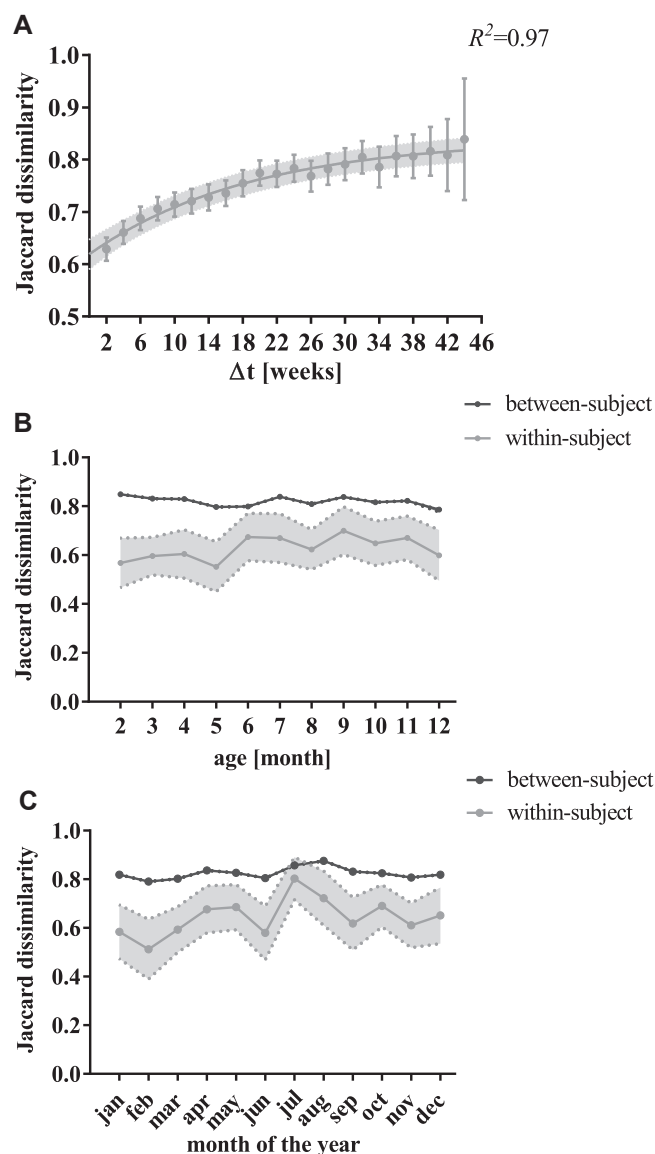 A
R²=0.97
Jaccard dissimilarity
1.0
0.9
0.8
0.7
0.6
0.5
2 6 10 14 18 22 26 30 34 38 42 46
Δt [weeks]
between-subject
within-subject
B
Jaccard dissimilarity
1.0
0.8
0.6
0.4
0.2
0.0
2 3 4 5 6 7 8 9 10 11 12
age [month]
between-subject
within-subject
C
Jaccard dissimilarity
1.0
0.8
0.6
0.4
0.2
0.0
jan feb mar apr may jun jul aug sep oct nov dec
month of the year